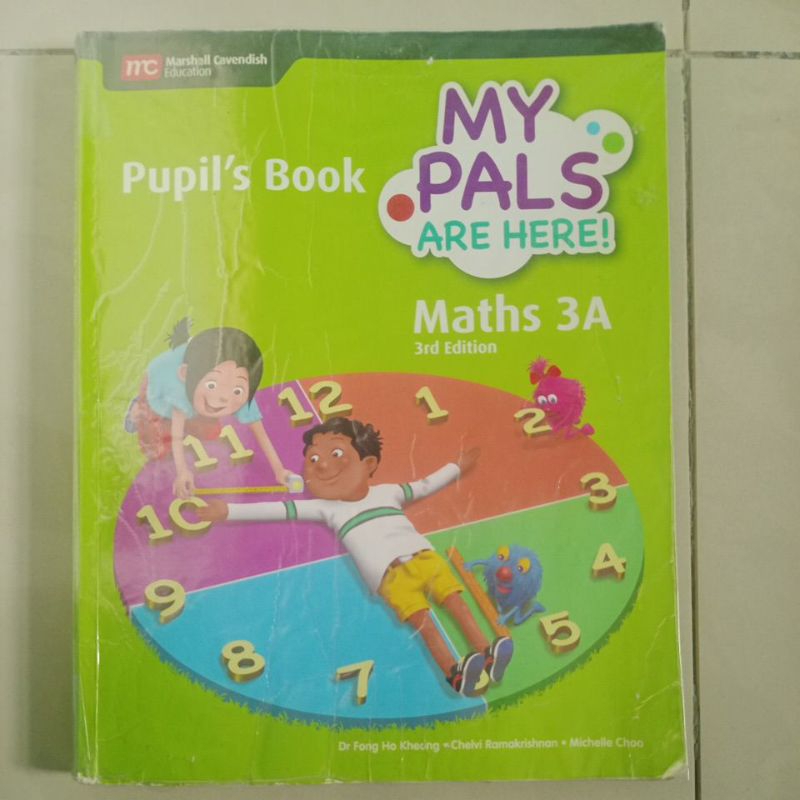 mc Marshall Cavendish
Education
Pupil's Book
MY
PALS
ARE HERE!
Maths 3A
3rd Edition
12
1
11
2
10
3
9
4
8
5
7
Dr Fong Ho Kheong • Chelvi Ramakrishnan • Michelle Choo